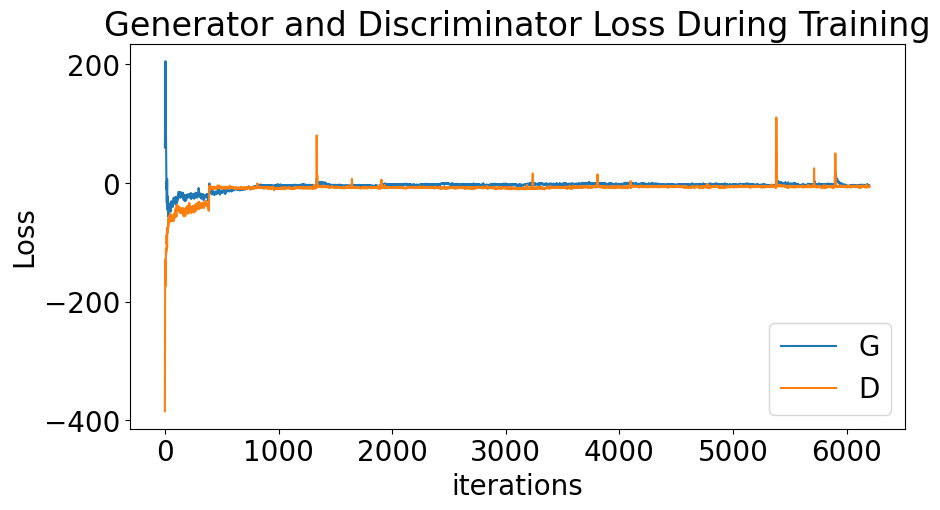 Generator and Discriminator Loss During Training
200
0
−200
−400
Loss
0 1000 2000 3000 4000 5000 6000
iterations
G
D